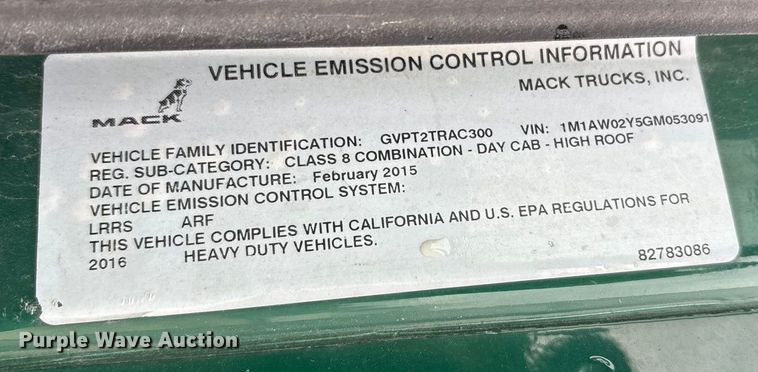 VEHICLE EMISSION CONTROL INFORMATION
MACK
MACK TRUCKS, INC.
VEHICLE FAMILY IDENTIFICATION: GVPT2TRAC300 VIN: 1M1AW02Y5GM053091
REG. SUB-CATEGORY: CLASS 8 COMBINATION - DAY CAB - HIGH ROOF
DATE OF MANUFACTURE: February 2015
VEHICLE EMISSION CONTROL SYSTEM:
LRRS ARF
THIS VEHICLE COMPLIES WITH CALIFORNIA AND U.S. EPA REGULATIONS FOR
2016 HEAVY DUTY VEHICLES.
82783086
Purple Wave Auction